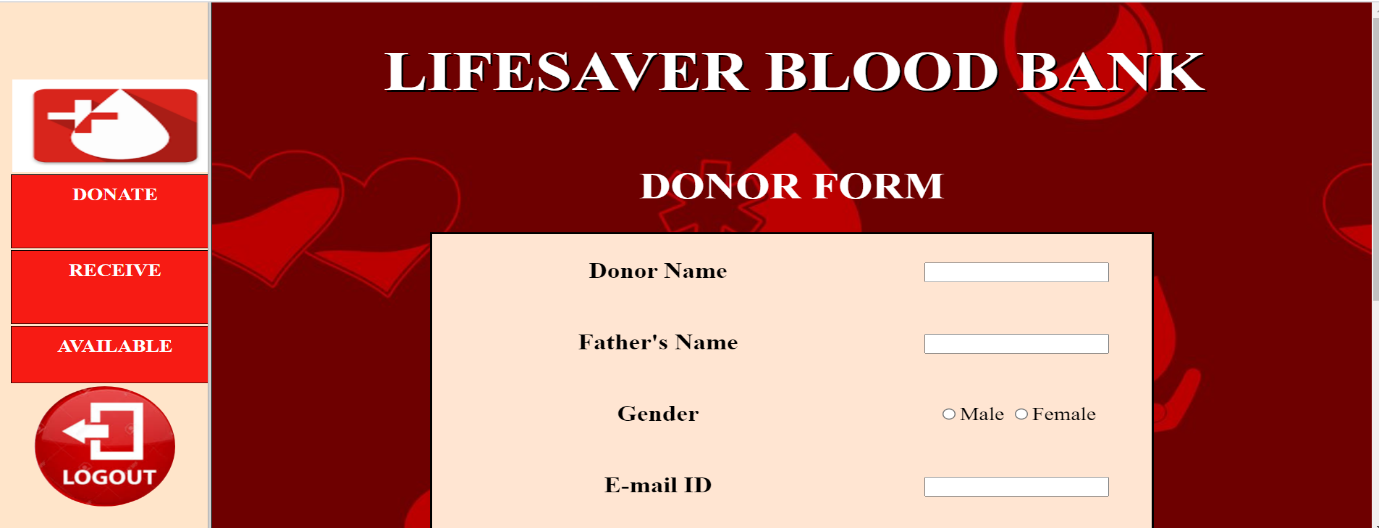 LIFESAVER BLOOD BANK
DONATE
RECEIVE
AVAILABLE
LOGOUT
DONOR FORM
Donor Name
Father's Name
Gender Male Female
E-mail ID